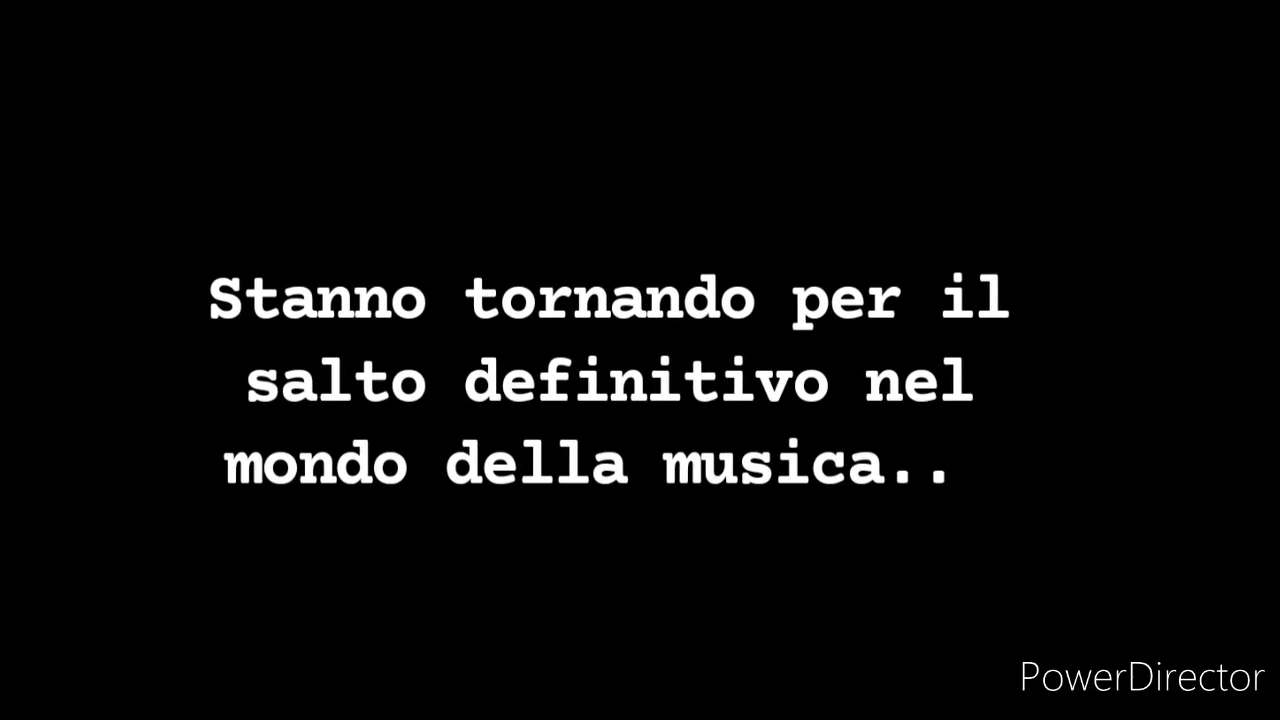 Stanno tornando per il
salto definitivo nel
mondo della musica..
PowerDirector